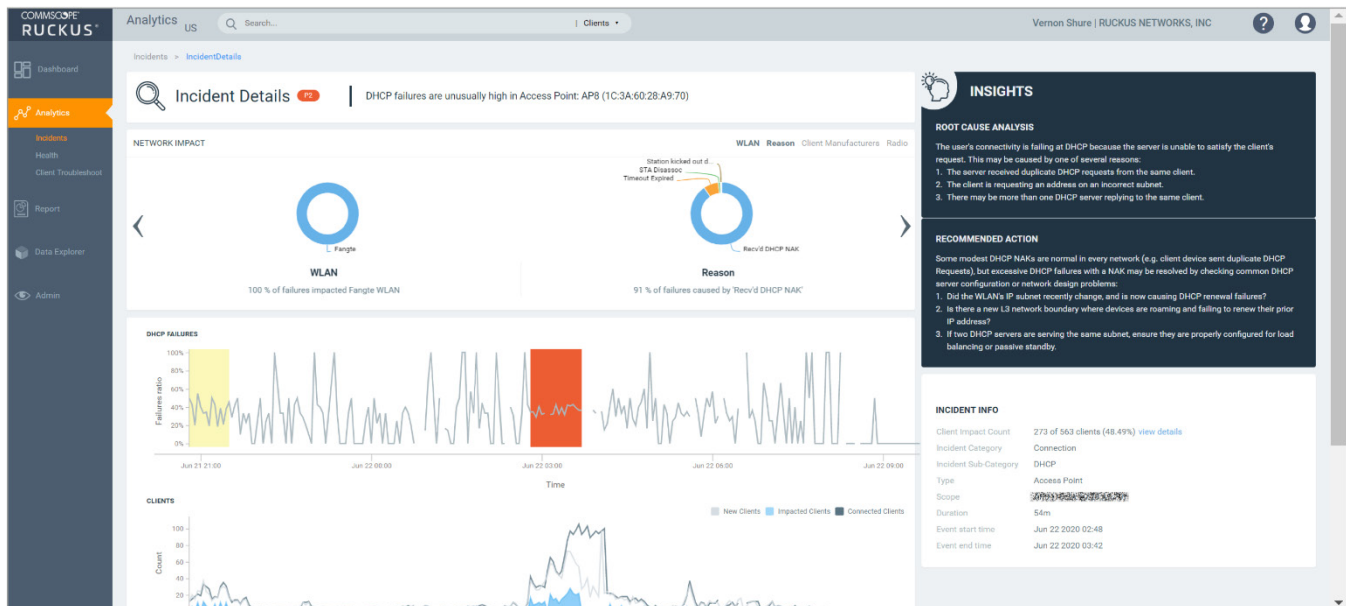 COMMSCOPE
RUCKUS
Analytics
US
Search...
| Clients
Vernon Shure | RUCKUS NETWORKS, INC
?
Dashboard
Analytics
Incidents
Health
Client Troubleshoot
Report
Data Explorer
Admin
Incidents > IncidentDetails
Incident Details P2 DHCP failures are unusually high in Access Point: AP8 (1C:3A:60:28:A9:70)
NETWORK IMPACT
WLAN Reason Client Manufacturers Radio
Fangte
WLAN
100 % of failures impacted Fangte WLAN
Station kicked out d...
STA Disassoc
Timeout Expired
Recv'd DHCP NAK
Reason
91 % of failures caused by 'Recv'd DHCP NAK'
DHCP FAILURES
Failures ratio
100%
80%
60%
40%
20%
0%
Jun 21 21:00
Jun 22 00:00
Jun 22 03:00
Jun 22 06:00
Jun 22 09:00
Time
CLIENTS
New Clients Impacted Clients Connected Clients
Count
100
80
60
40
20
INSIGHTS
ROOT CAUSE ANALYSIS
The user's connectivity is failing at DHCP because the server is unable to satisfy the client's
request. This may be caused by one of several reasons:
1. The server received duplicate DHCP requests from the same client.
2. The client is requesting an address on an incorrect subnet.
3. There may be more than one DHCP server replying to the same client.
RECOMMENDED ACTION
Some modest DHCP NAKs are normal in every network (e.g. client device sent duplicate DHCP
Requests), but excessive DHCP failures with a NAK may be resolved by checking common DHCP
server configuration or network design problems:
1. Did the WLAN's IP subnet recently change, and is now causing DHCP renewal failures?
2. Is there a new L3 network boundary where devices are roaming and failing to renew their prior
IP address?
3. If two DHCP servers are serving the same subnet, ensure they are properly configured for load
balancing or passive standby.
INCIDENT INFO
Client Impact Count 273 of 563 clients (48.49%) view details
Incident Category Connection
Incident Sub-Category DHCP
Type Access Point
Scope
Duration 54m
Event start time Jun 22 2020 02:48
Event end time Jun 22 2020 03:42